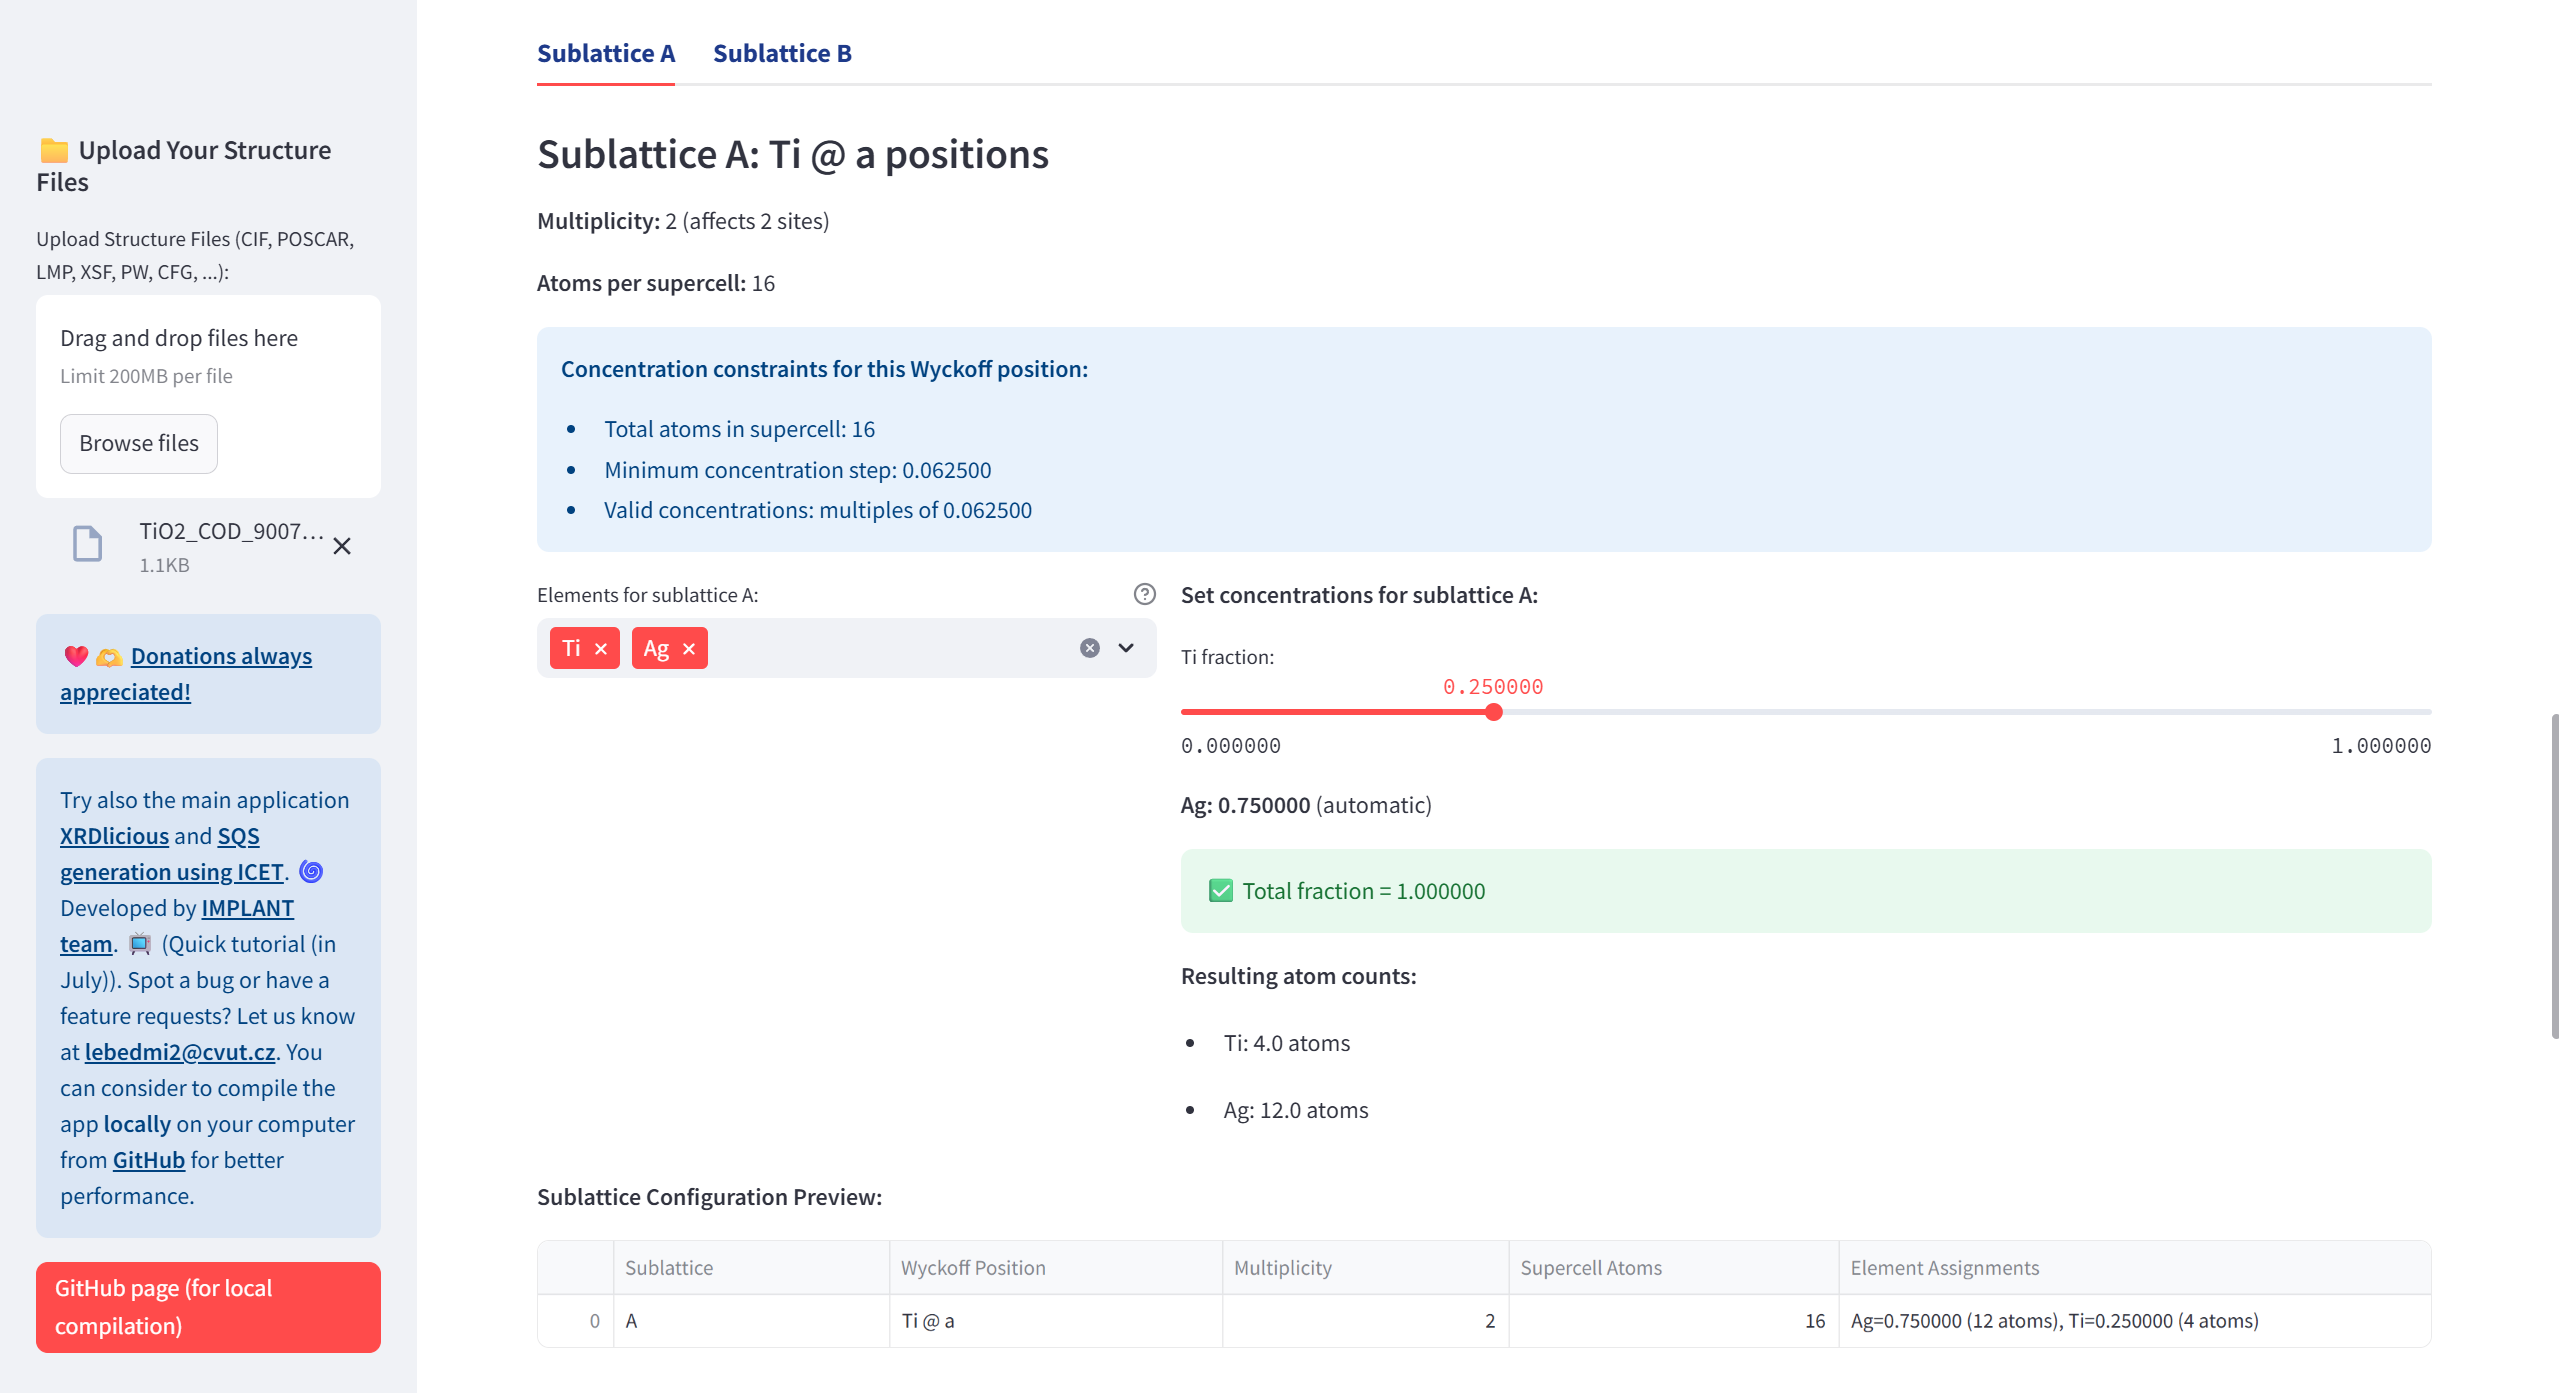 📁 Upload Your Structure
Files
Upload Structure Files (CIF, POSCAR,
LMP, XSF, PW, CFG, ...):
Drag and drop files here
Limit 200MB per file
Browse files
TiO2_COD_9007...
1.1KB
❤️ 🫶 Donations always
appreciated!
Try also the main application
XRDlicious and SQS
generation using ICET. 🌀
Developed by IMPLANT
team. 📺 (Quick tutorial (in
July)). Spot a bug or have a
feature requests? Let us know
at lebedmi2@cvut.cz. You
can consider to compile the
app locally on your computer
from GitHub for better
performance.
GitHub page (for local
compilation)
Sublattice A Sublattice B
Sublattice A: Ti @ a positions
Multiplicity: 2 (affects 2 sites)
Atoms per supercell: 16
Concentration constraints for this Wyckoff position:
• Total atoms in supercell: 16
• Minimum concentration step: 0.062500
• Valid concentrations: multiples of 0.062500
Elements for sublattice A:
Ti × Ag ×
Set concentrations for sublattice A:
Ti fraction:
0.250000
0.000000 1.000000
Ag: 0.750000 (automatic)
✅ Total fraction = 1.000000
Resulting atom counts:
• Ti: 4.0 atoms
• Ag: 12.0 atoms
Sublattice Configuration Preview:
Sublattice Wyckoff Position Multiplicity Supercell Atoms Element Assignments
0 A Ti @ a 2 16 Ag=0.750000 (12 atoms), Ti=0.250000 (4 atoms)